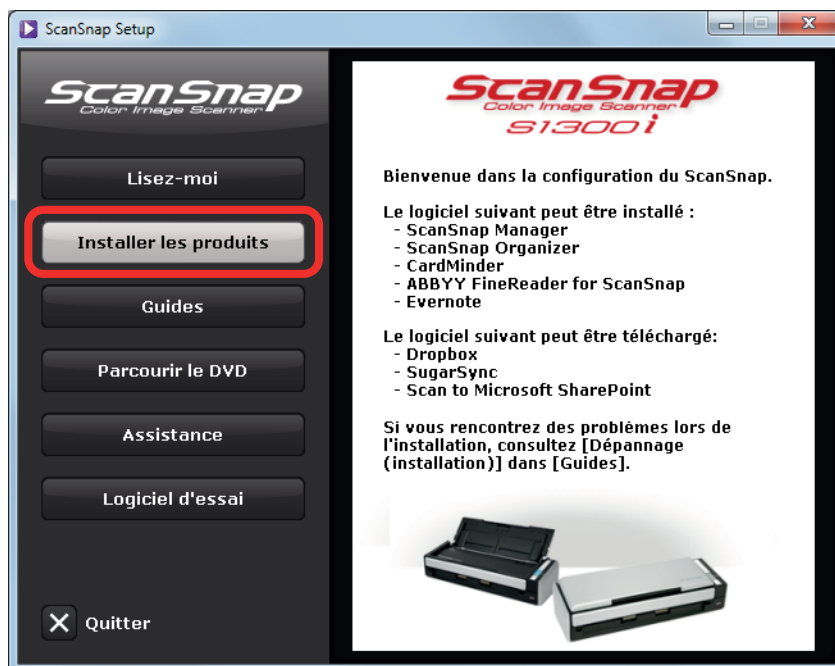 ScanSnap Setup
ScanSnap
Color Image Scanner
Lisez-moi
Installer les produits
Guides
Parcourir le DVD
Assistance
Logiciel d'essai
Quitter
ScanSnap
Color Image Scanner
S1300i
Bienvenue dans la configuration du ScanSnap.
Le logiciel suivant peut être installé :
- ScanSnap Manager
- ScanSnap Organizer
- CardMinder
- ABBYY FineReader for ScanSnap
- Evernote
Le logiciel suivant peut être téléchargé:
- Dropbox
- SugarSync
- Scan to Microsoft SharePoint
Si vous rencontrez des problèmes lors de
l'installation, consultez [Dépannage
(installation)] dans [Guides].